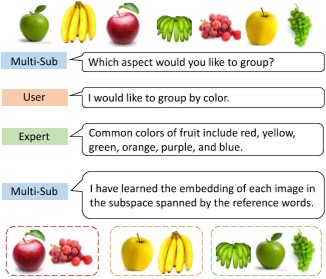 Multi-Sub
Which aspect would you like to group?
User
I would like to group by color.
Expert
Common colors of fruit include red, yellow,
green, orange, purple, and blue.
Multi-Sub
I have learned the embedding of each image in
the subspace spanned by the reference words.